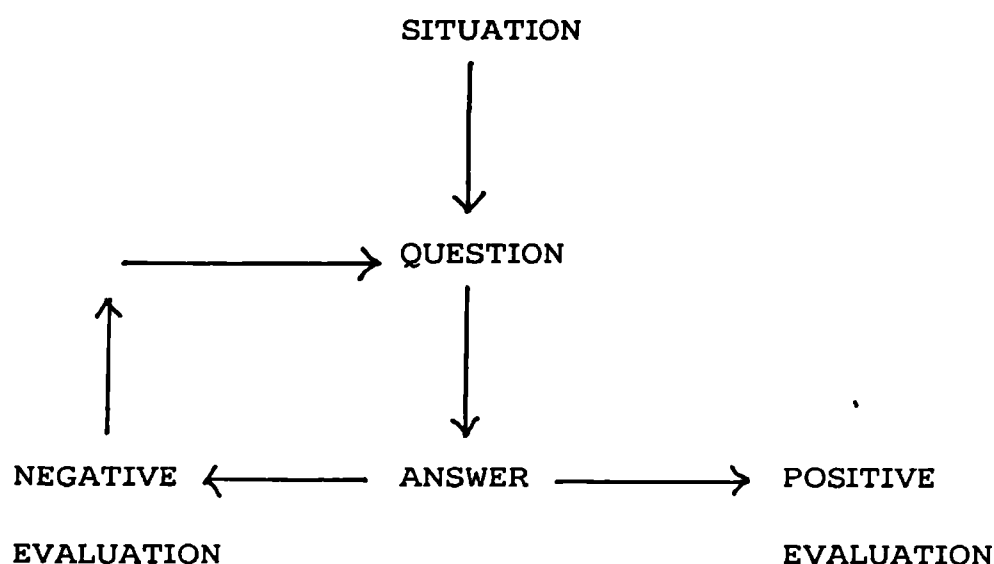 SITUATION
QUESTION
NEGATIVE ANSWER POSITIVE
EVALUATION EVALUATION